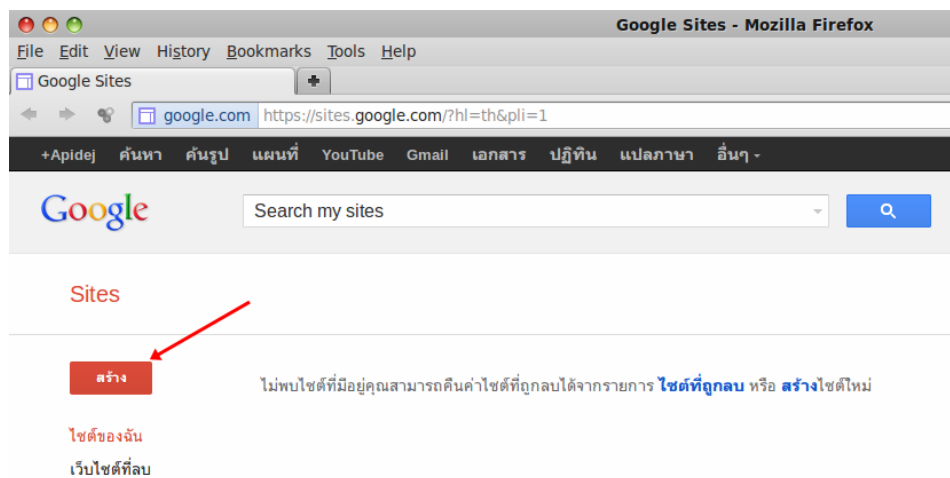 Google Sites - Mozilla Firefox
File Edit View History Bookmarks Tools Help
Google Sites
google.com https://sites.google.com/?hl=th&pli=1
+Apidej ค้นหา ค้นรูป แผนที่ YouTube Gmail เอกสาร ปฏิทิน แปลภาษา อื่นๆ
Google Search my sites
Sites
สร้าง
ไม่พบไซต์ที่มีอยู่คุณสามารถคืนค่าไซต์ที่ถูกลบได้จากรายการ ไซต์ที่ถูกลบ หรือ สร้างไซต์ใหม่
ไซต์ของฉัน
เว็บไซต์ที่ลบ